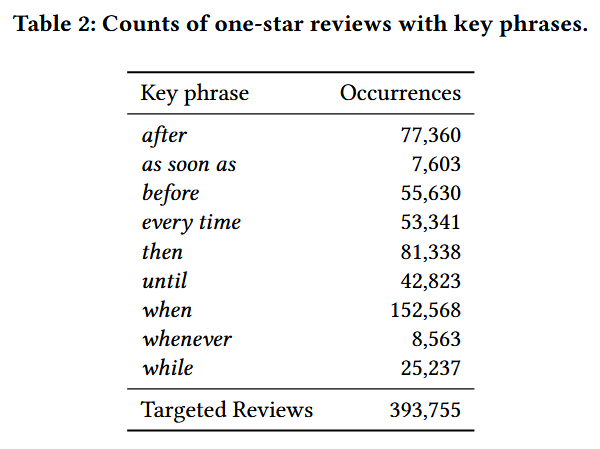 Table 2: Counts of one-star reviews with key phrases.
Key phrase Occurrences
after 77,360
as soon as 7,603
before 55,630
every time 53,341
then 81,338
until 42,823
when 152,568
whenever 8,563
while 25,237
Targeted Reviews 393,755